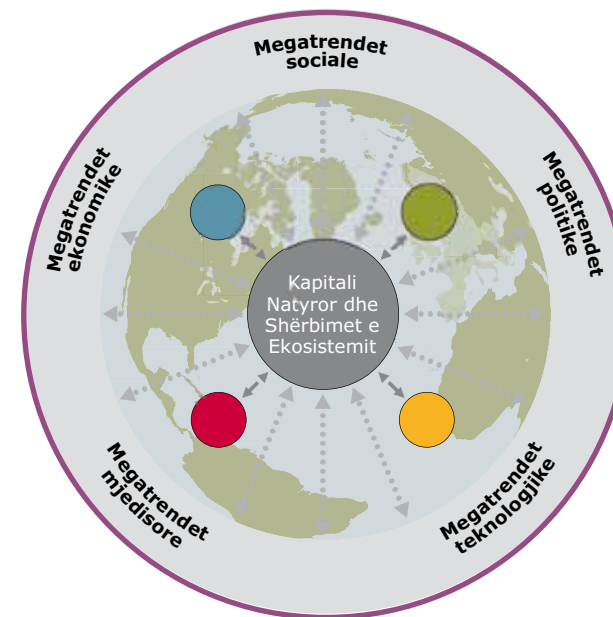 Megatrendet
sociale
Megatrendet
ekonomike
Megatrendet
politike
Kapitali
Natyror dhe
Shërbimet e
Ekosistemit
Megatrendet
mjedisore
Megatrendet
teknologjike